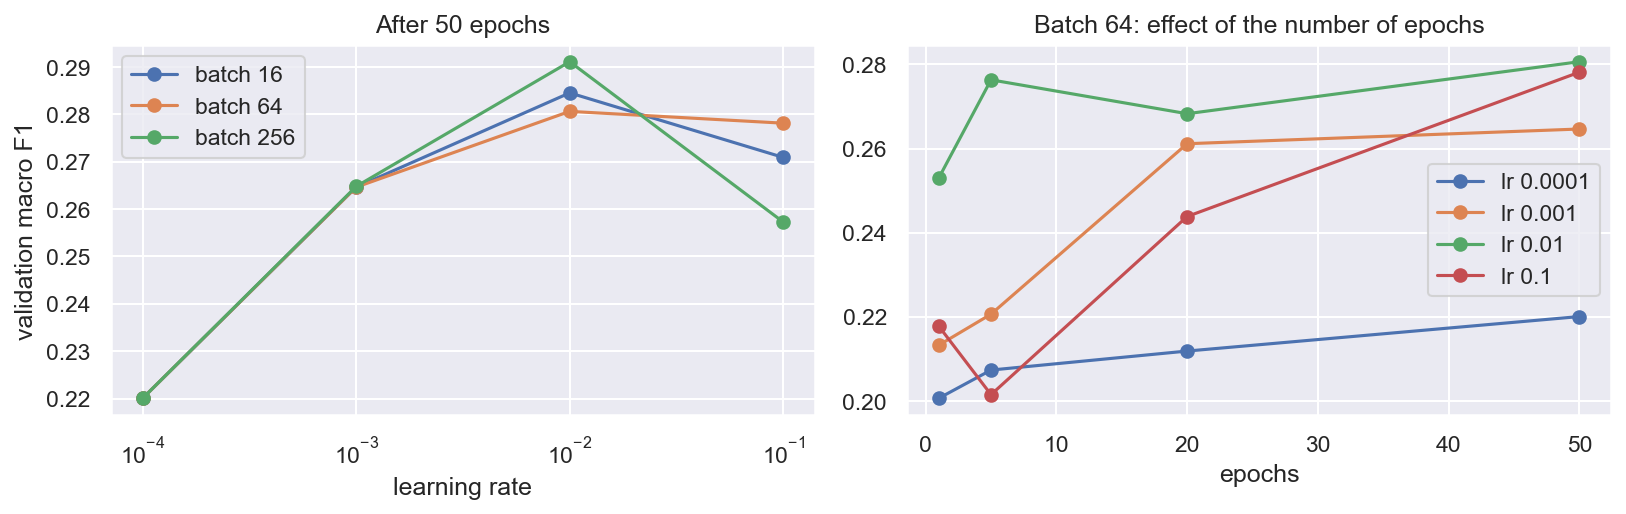 After 50 epochs
validation macro F1
0.29
0.28
0.27
0.26
0.25
0.24
0.23
0.22
batch 16
batch 64
batch 256
10⁻⁴
10⁻³
10⁻²
10⁻¹
learning rate
Batch 64: effect of the number of epochs
0.28
0.26
0.24
0.22
0.20
lr 0.0001
lr 0.001
lr 0.01
lr 0.1
0
10
20
30
40
50
epochs